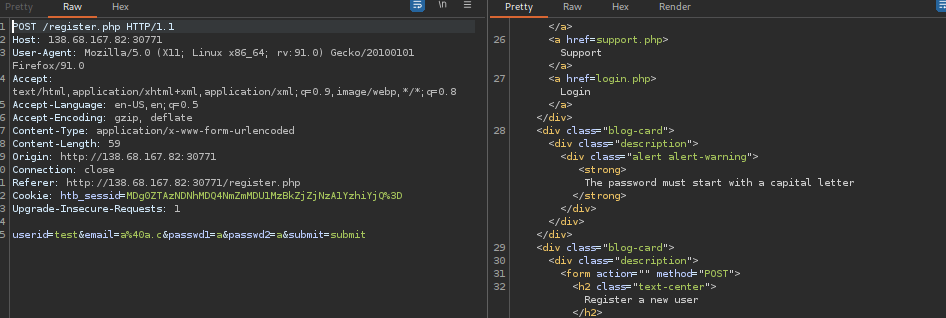 Pretty Raw Hex \n
1 POST /register.php HTTP/1.1
2 Host: 138.68.167.82:30771
3 User-Agent: Mozilla/5.0 (X11; Linux x86_64; rv:91.0) Gecko/20100101
Firefox/91.0
4 Accept:
text/html,application/xhtml+xml,application/xml;q=0.9,image/webp,*/*;q=0.8
5 Accept-Language: en-US,en;q=0.5
6 Accept-Encoding: gzip, deflate
7 Content-Type: application/x-www-form-urlencoded
8 Content-Length: 59
9 Origin: http://138.68.167.82:30771
0 Connection: close
1 Referer: http://138.68.167.82:30771/register.php
2 Cookie: htb_sessid=MDg0ZTAzNDNhMDQ4NmZmMDU1MzBkZjZjNzA1YzhiYjQ%3D
3 Upgrade-Insecure-Requests: 1
4
5 userid=test&email=a%40a.c&passwd1=a&passwd2=a&submit=submit
Pretty Raw Hex Render
</a>
26 <a href=support.php>
Support
</a>
27 <a href=login.php>
Login
</a>
</div>
28 <div class="blog-card">
<div class="description">
<div class="alert alert-warning">
<strong>
The password must start with a capital letter
</strong>
</div>
</div>
</div>
29 <div class="blog-card">
30 <div class="description">
31 <form action="" method="POST">
32 <h2 class="text-center">
Register a new user
</h2>